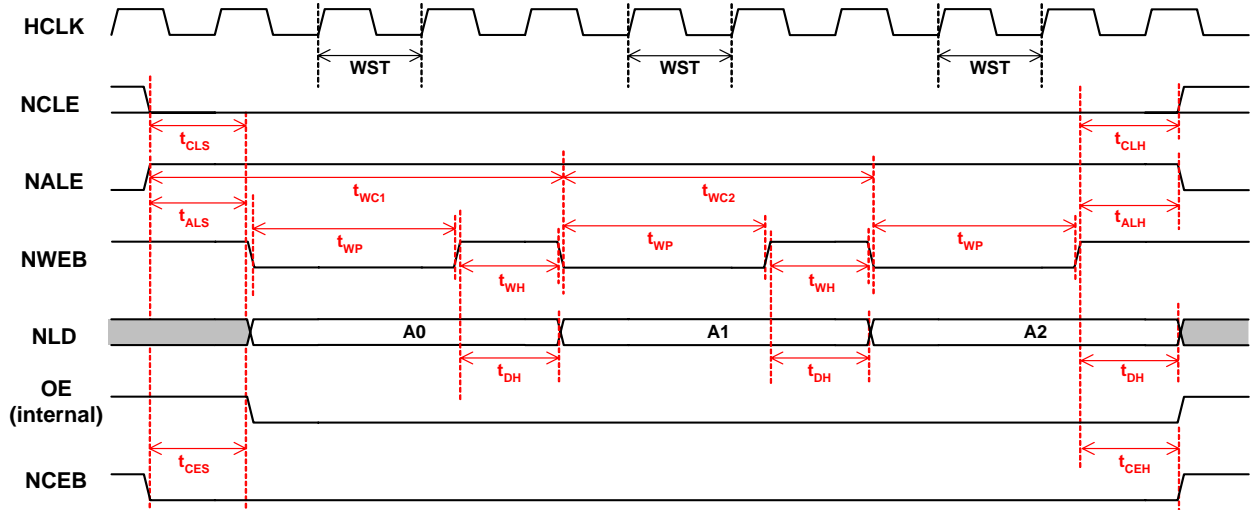 HCLK
WST WST WST
NCLE
tCLS tCLH
NALE
tWC1 tWC2
tALS tALH
tWP tWP tWP
NWEB
tWH tWH
NLD A0 A1 A2
tDH tDH tDH
OE
(internal)
tCES tCEH
NCEB